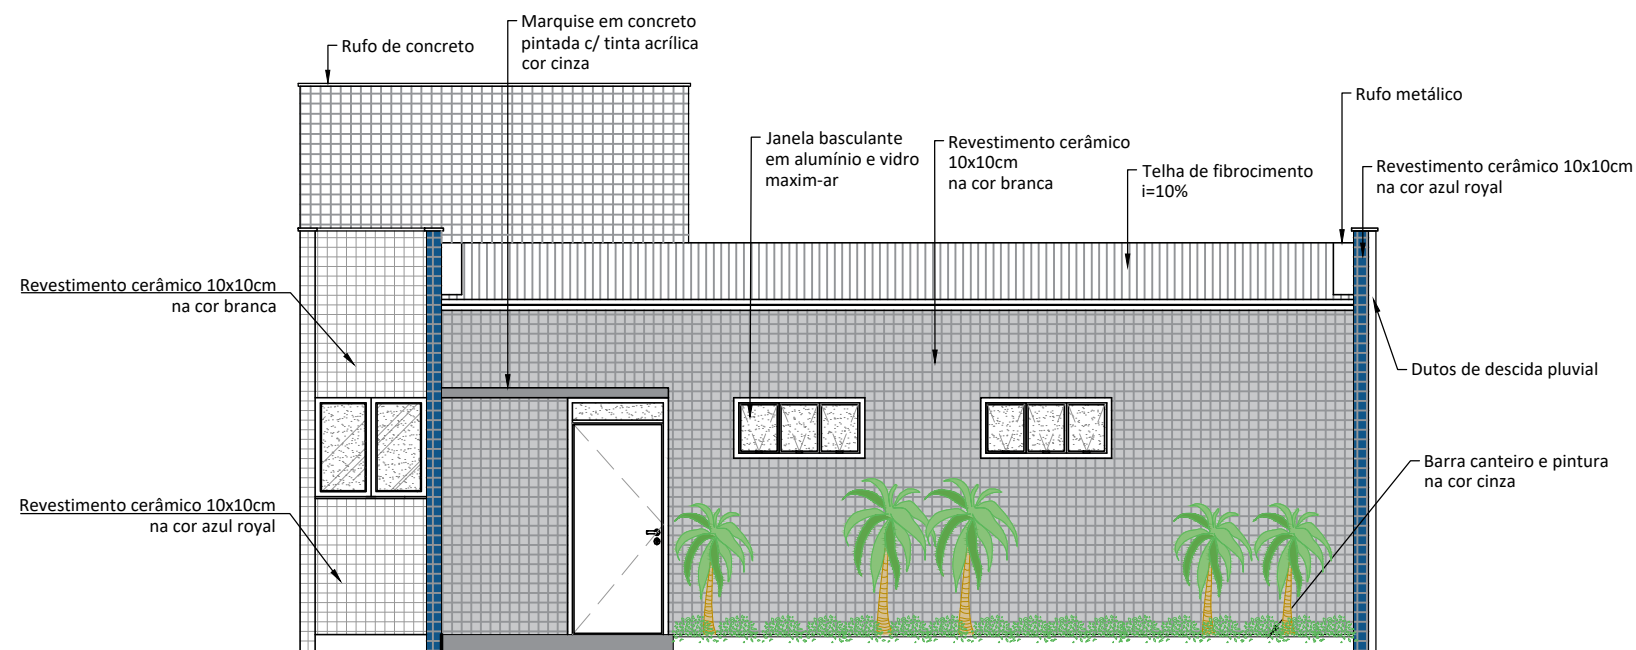 Marquise em concreto
pintada c/ tinta acrílica
cor cinza
Rufo de concreto
Rufo metálico
Janela basculante
em alumínio e vidro
maxim-ar
Revestimento cerâmico
10x10cm
na cor branca
Telha de fibrocimento
i=10%
Revestimento cerâmico 10x10cm
na cor azul royal
Revestimento cerâmico 10x10cm
na cor branca
Dutos de descida pluvial
Barra canteiro e pintura
na cor cinza
Revestimento cerâmico 10x10cm
na cor azul royal